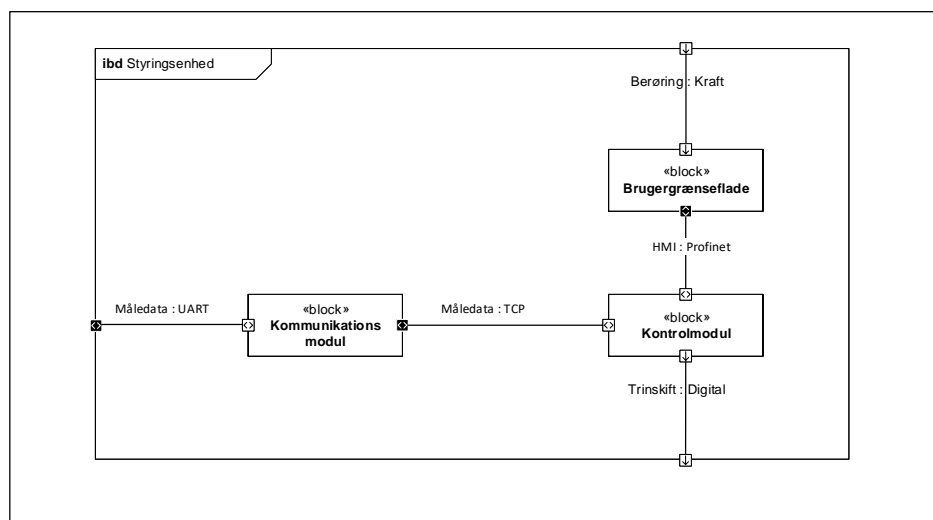 ibd Styringsenhed
Berøring : Kraft
«block»
Brugergrænseflade
HMI : Profinet
Måledata : UART
«block»
Kommunikations
modul
Måledata : TCP
«block»
Kontrolmodul
Trinskift : Digital